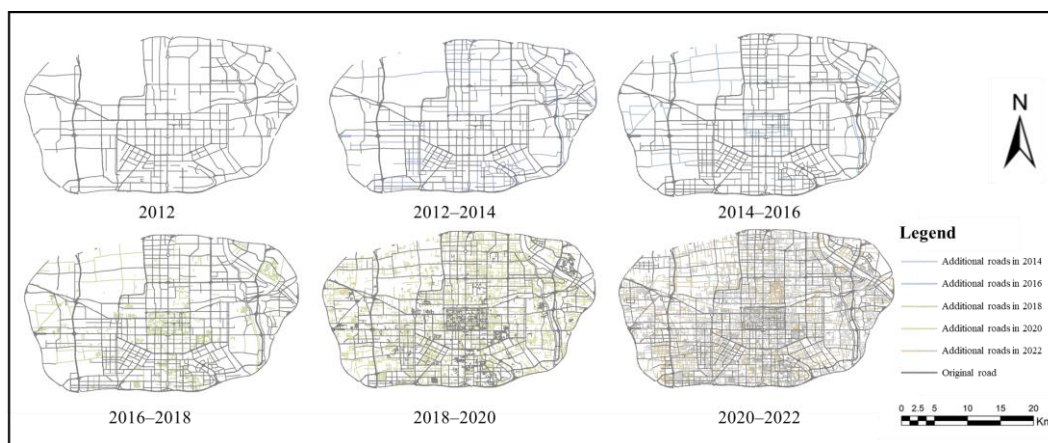 2012
2012–2014
2014–2016
N
2016–2018
2018–2020
2020–2022
Legend
Additional roads in 2014
Additional roads in 2016
Additional roads in 2018
Additional roads in 2020
Additional roads in 2022
Original road
0 2.5 5 10 15 20
Km